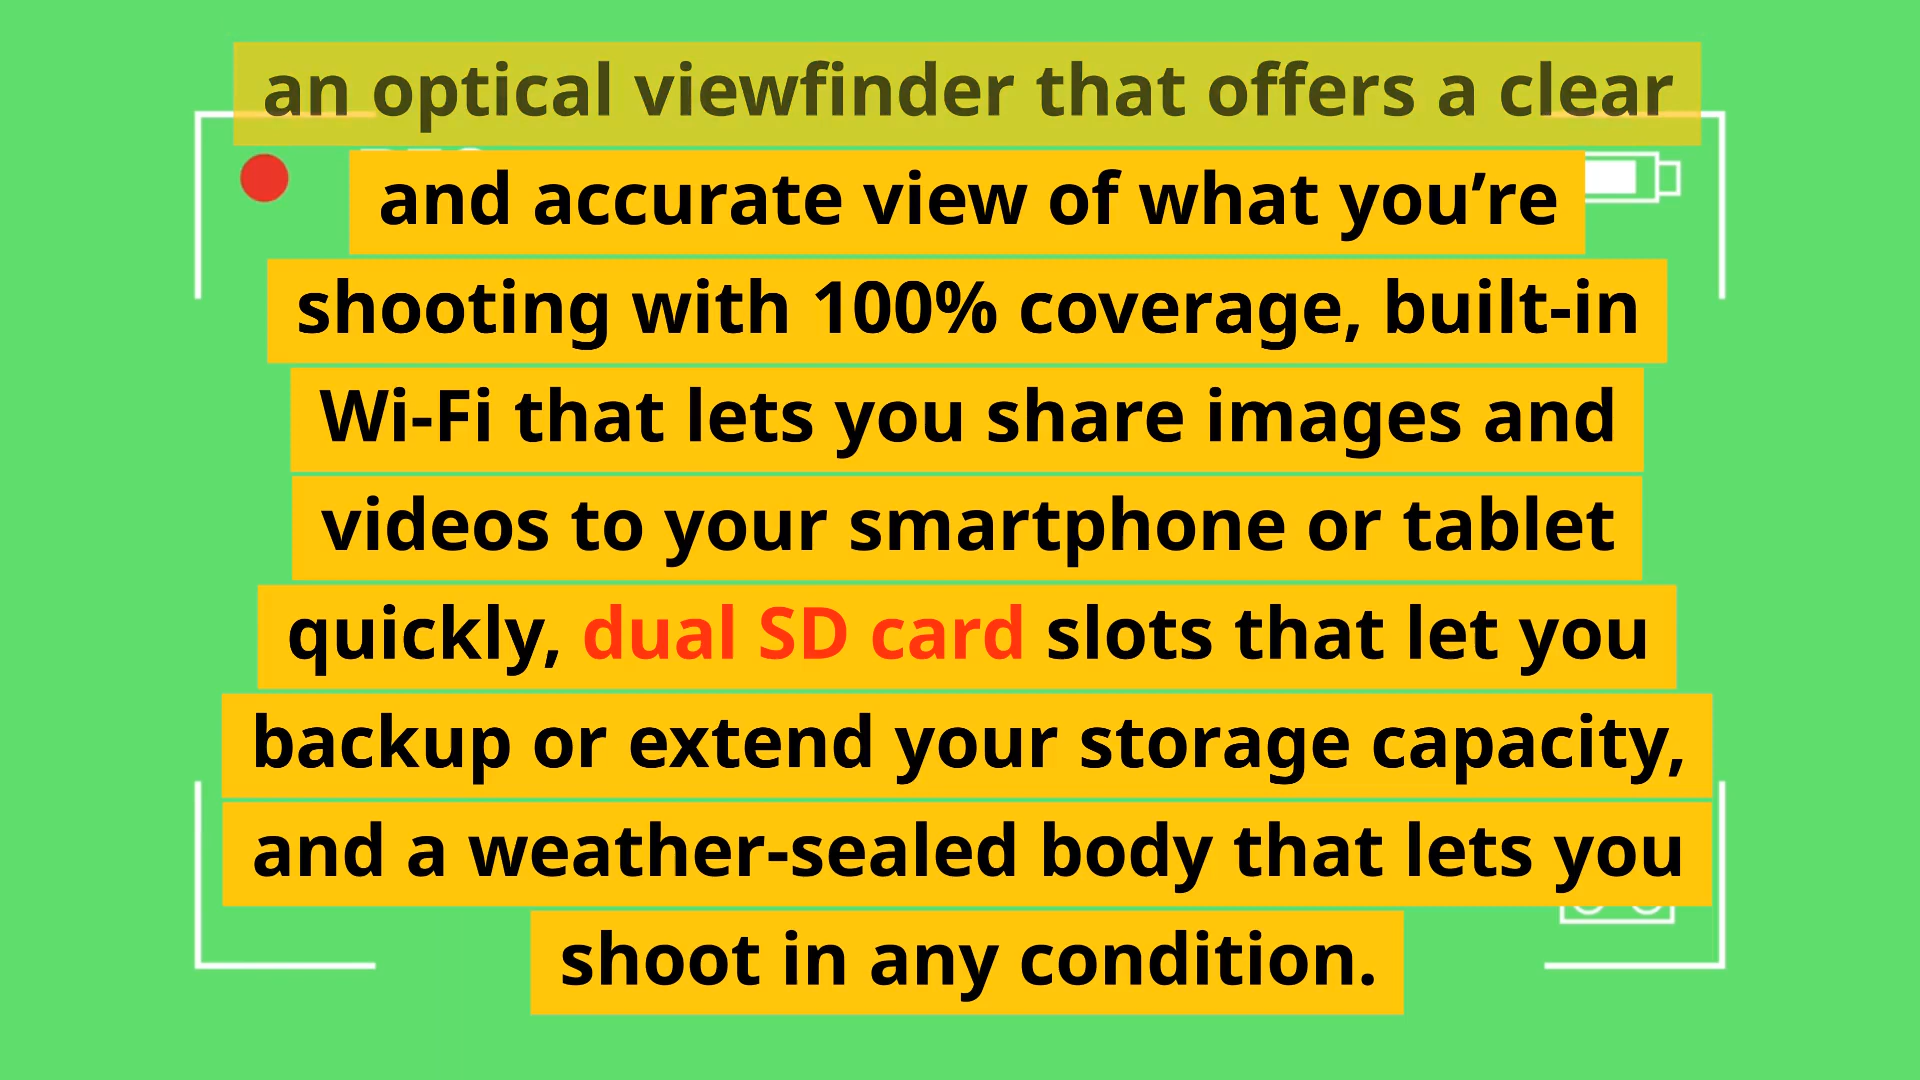 an optical viewfinder that offers a clear
and accurate view of what you’re
shooting with 100% coverage, built-in
Wi-Fi that lets you share images and
videos to your smartphone or tablet
quickly, dual SD card slots that let you
backup or extend your storage capacity,
and a weather-sealed body that lets you
shoot in any condition.